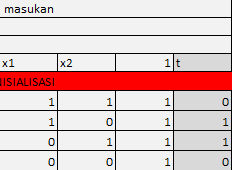 masukan
x1 x2 1 t
NISIALISASI
1 1 1 0
1 0 1 1
0 1 1 1
0 0 1 0